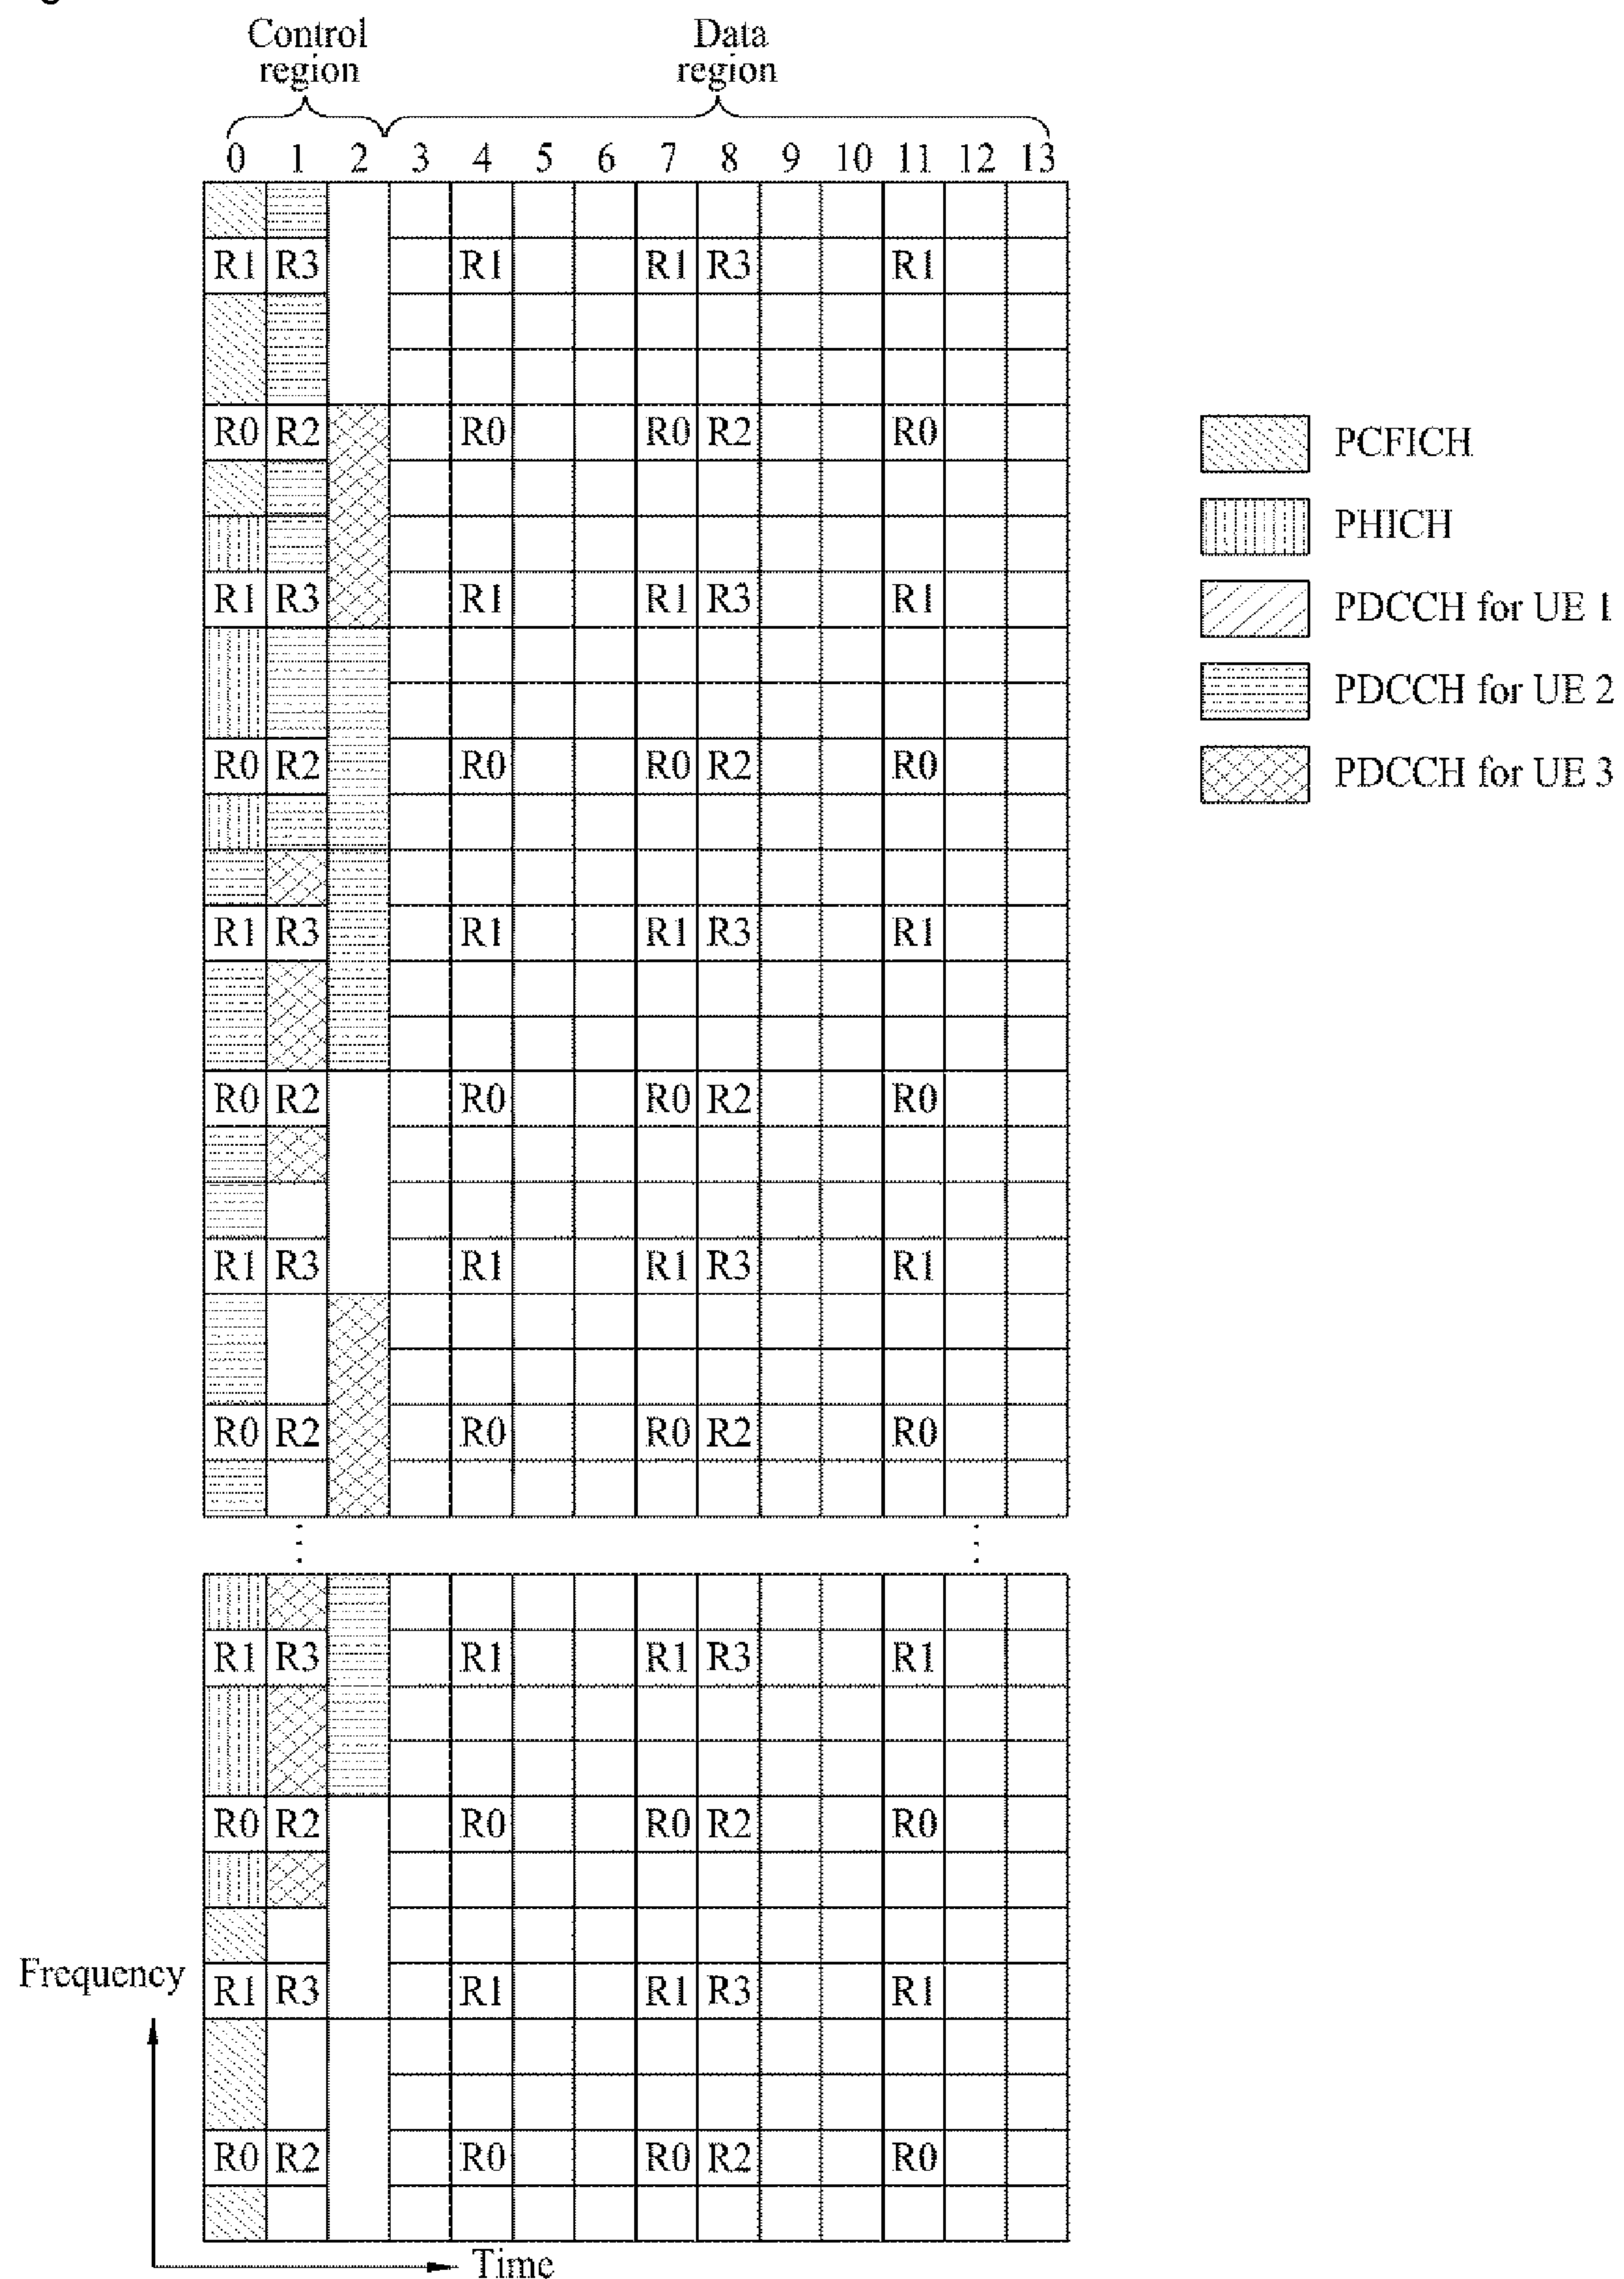 Control region
Data region
0 1 2 3 4 5 6 7 8 9 10 11 12 13
R1 R3 R1 R1 R3 R1
R0 R2 R0 R0 R2 R0
R1 R3 R1 R1 R3 R1
R0 R2 R0 R0 R2 R0
R1 R3 R1 R1 R3 R1
R0 R2 R0 R0 R2 R0
R1 R3 R1 R1 R3 R1
R0 R2 R0 R0 R2 R0
R1 R3 R1 R1 R3 R1
R0 R2 R0 R0 R2 R0
R1 R3 R1 R1 R3 R1
R0 R2 R0 R0 R2 R0
PCFICH
PHICH
PDCCH for UE 1
PDCCH for UE 2
PDCCH for UE 3
Frequency
Time